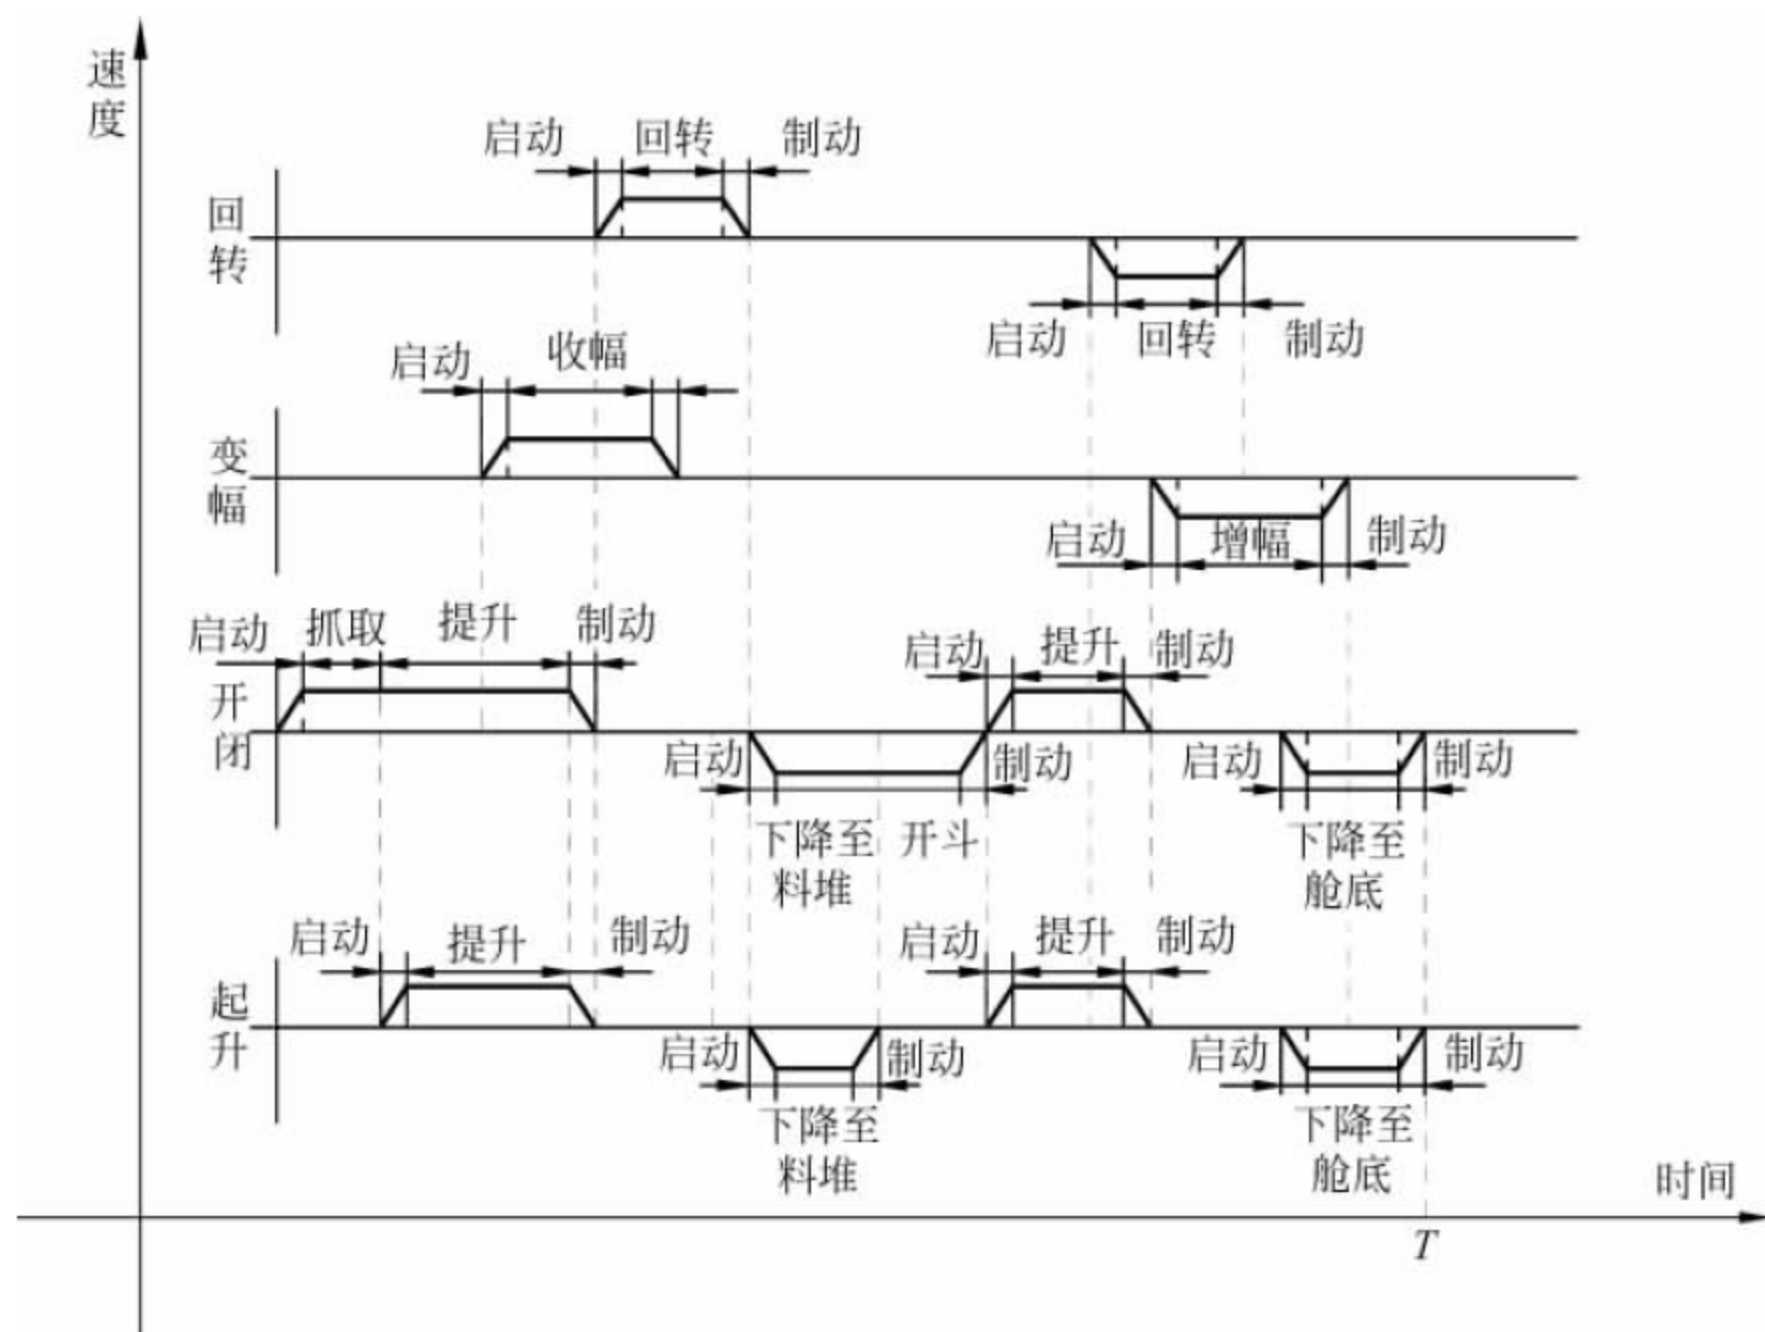 速度
启动 回转 制动
回转
启动 回转 制动
启动 收幅
变幅
启动 增幅 制动
启动 抓取 提升 制动
启动 提升 制动
开闭
启动 制动
启动 制动
下降至料堆 开斗
下降至舱底
启动 提升 制动
启动 提升 制动
起升
启动 制动
启动 制动
下降至料堆
下降至舱底
时间
T